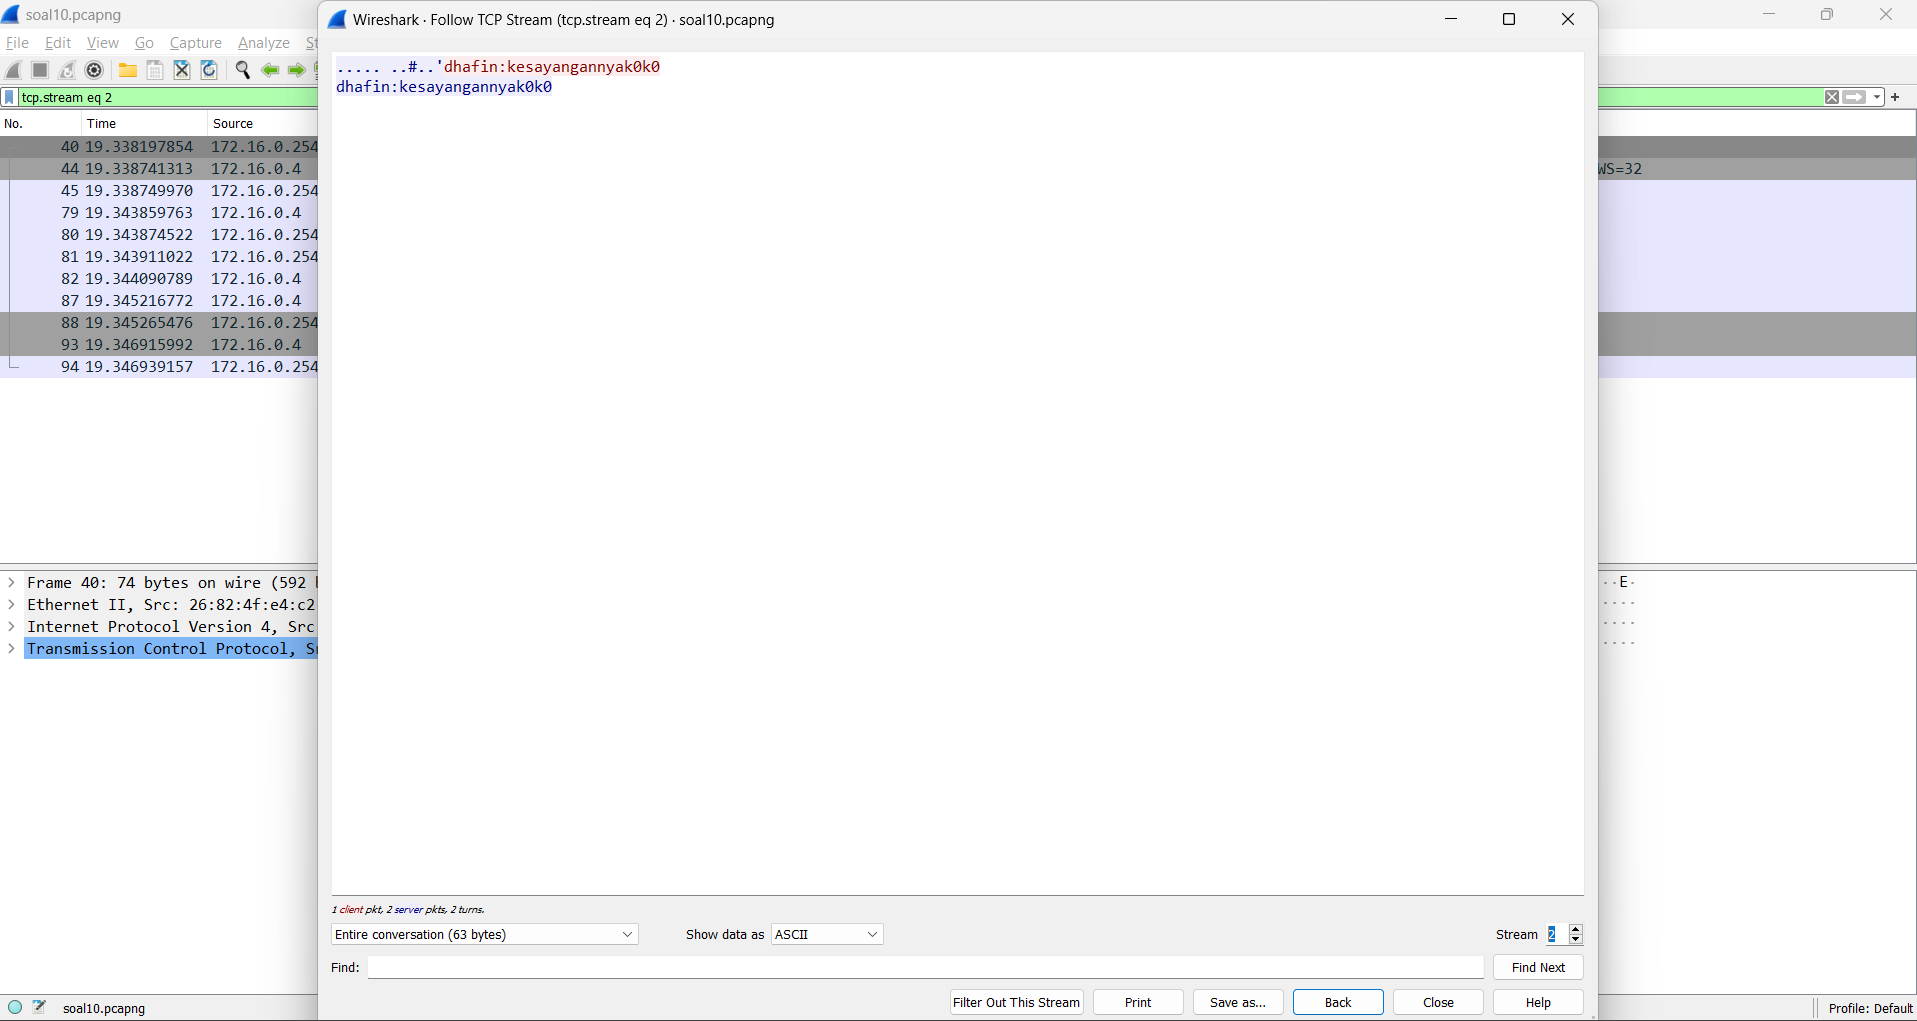 soal10.pcapng
Wireshark · Follow TCP Stream (tcp.stream eq 2) · soal10.pcapng
File Edit View Go Capture Analyze St
..... ..#..'dhafin:kesayangannyak0k0
dhafin:kesayangannyak0k0
tcp.stream eq 2
No. Time Source
40 19.338197854 172.16.0.254
44 19.338741313 172.16.0.4 WS=32
45 19.338749970 172.16.0.254
79 19.343859763 172.16.0.4
80 19.343874522 172.16.0.254
81 19.343911022 172.16.0.254
82 19.344090789 172.16.0.4
87 19.345216772 172.16.0.4
88 19.345265476 172.16.0.254
93 19.346915992 172.16.0.4
94 19.346939157 172.16.0.254
Frame 40: 74 bytes on wire (592
Ethernet II, Src: 26:82:4f:e4:c2
Internet Protocol Version 4, Src
Transmission Control Protocol, S
··E·
····
····
····
1 client pkt, 2 server pkts, 2 turns.
Entire conversation (63 bytes) Show data as ASCII Stream 2
Find: Find Next
Filter Out This Stream Print Save as... Back Close Help
soal10.pcapng Profile: Default